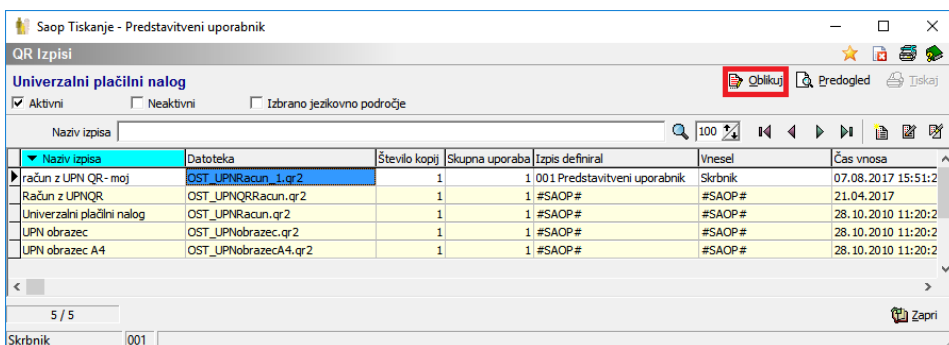 Saop Tiskanje - Predstavitveni uporabnik
QR Izpisi
Univerzalni plačilni nalog
Oblikuj Predogled Tiskaj
Aktivni Neaktivni Izbrano jezikovno področje
Naziv izpisa 100
Naziv izpisa Datoteka Število kopij Skupna uporaba Izpis definiral Vnesel Čas vnosa
račun z UPN QR- moj OST_UPNRacun_1.qr2 1 1 001 Predstavitveni uporabnik Skrbnik 07.08.2017 15:51:2
Račun z UPNQR OST_UPNQRRacun.qr2 1 1 #SAOP# #SAOP# 21.04.2017
Univerzalni plačilni nalog OST_UPNRacun.qr2 1 1 #SAOP# #SAOP# 28.10.2010 11:20:2
UPN obrazec OST_UPNobrazec.qr2 1 1 #SAOP# #SAOP# 28.10.2010 11:20:2
UPN obrazec A4 OST_UPNobrazecA4.qr2 1 1 #SAOP# #SAOP# 28.10.2010 11:20:2
5 / 5
Zapri
Skrbnik 001